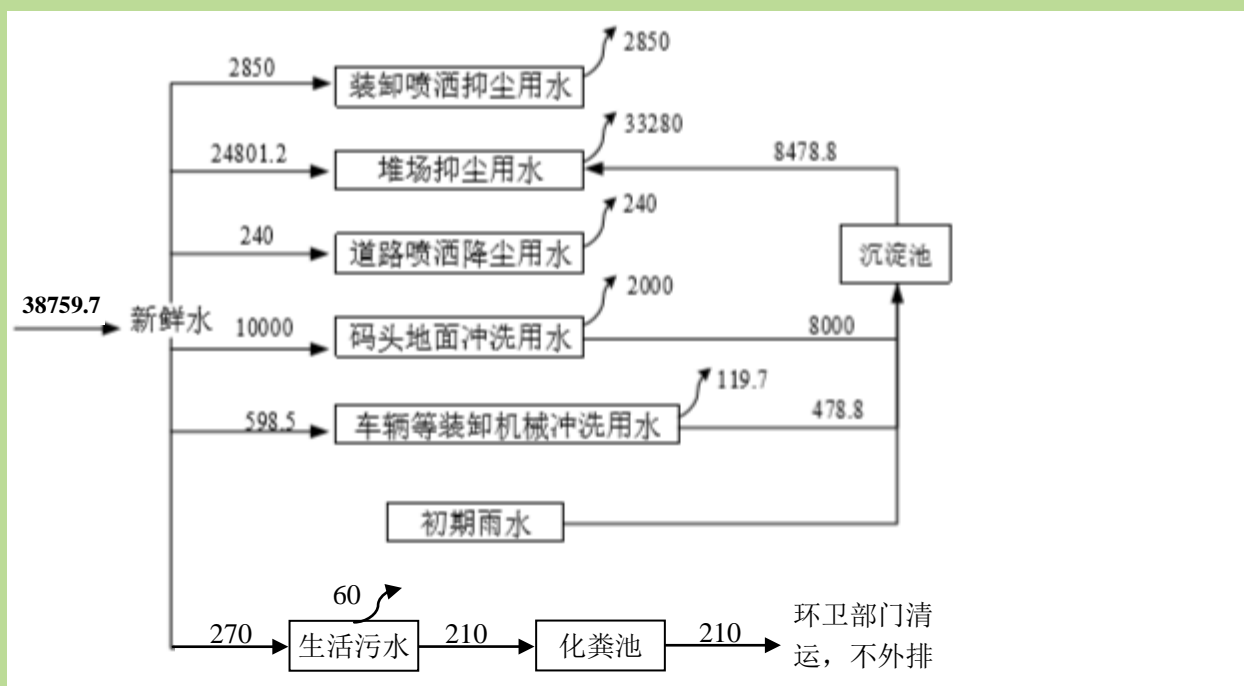 2850
2850
装卸喷洒抑尘用水
33280
24801.2
堆场抑尘用水
8478.8
240
240
道路喷洒降尘用水
沉淀池
38759.7
新鲜水
2000
10000
码头地面冲洗用水
8000
119.7
598.5
车辆等装卸机械冲洗用水
478.8
初期雨水
60
270
生活污水
210
化粪池
210
环卫部门清
运，不外排